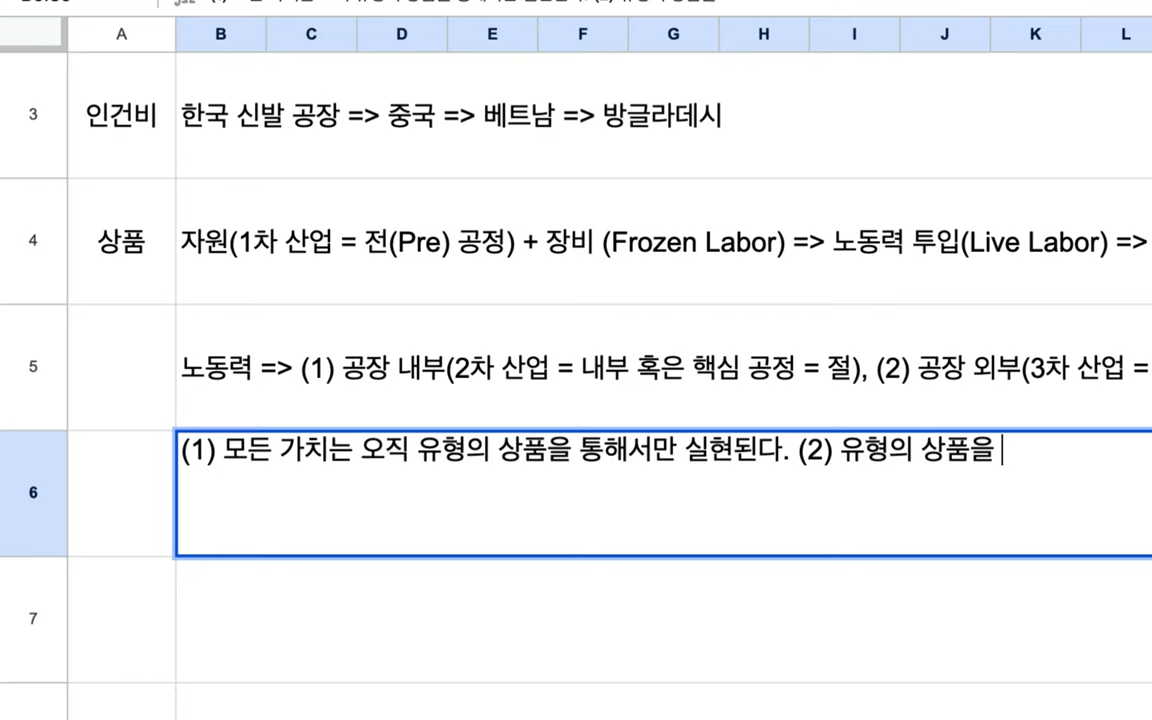 A B C D E F G H I J K L
3 인건비 한국 신발 공장 => 중국 => 베트남 => 방글라데시
4 상품 자원(1차 산업 = 전(Pre) 공정) + 장비 (Frozen Labor) => 노동력 투입(Live Labor) =>
5 노동력 => (1) 공장 내부(2차 산업 = 내부 혹은 핵심 공정 = 절), (2) 공장 외부(3차 산업 =
6 (1) 모든 가치는 오직 유형의 상품을 통해서만 실현된다. (2) 유형의 상품을
7